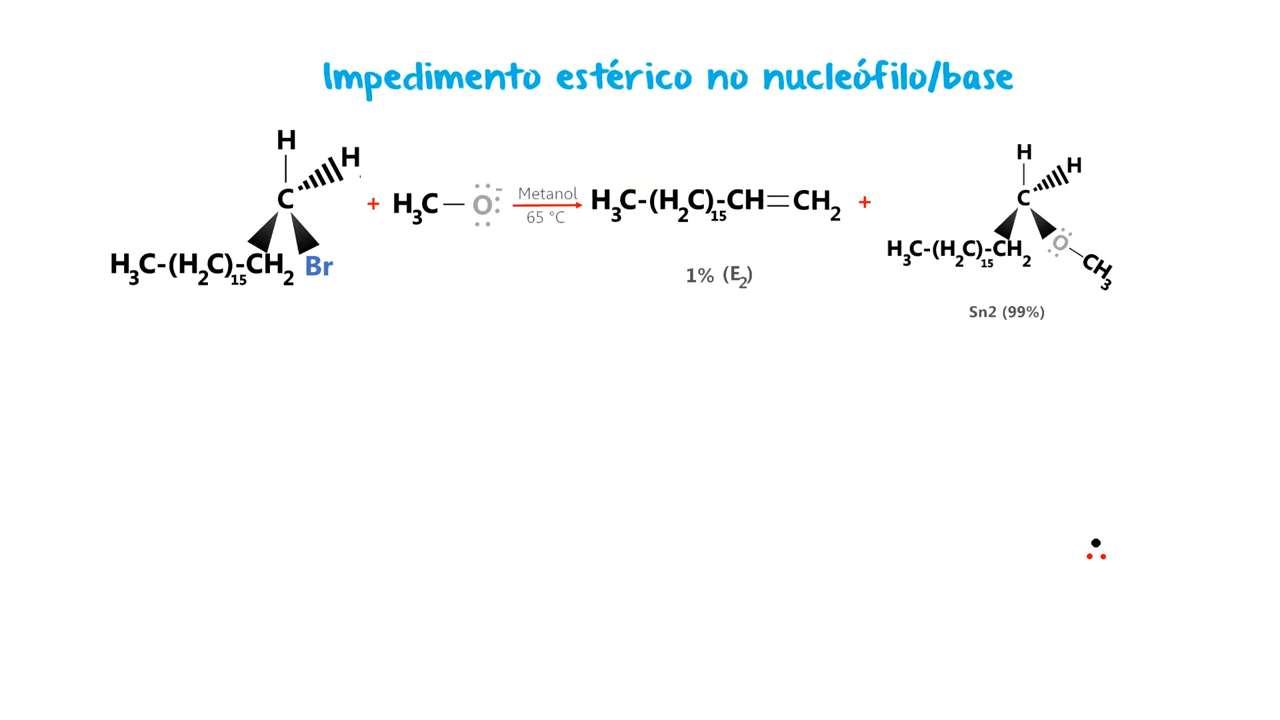 Impedimento estérico no nucleófilo/base
H
H
C
H₃C-(H₂C)₁₅-CH₂ Br
+
H₃C — O⁻
Metanol
65 °C
H₃C-(H₂C)₁₅-CH=CH₂
1% (E₂)
+
H
H
C
H₃C-(H₂C)₁₅-CH₂
O
CH₃
Sn2 (99%)